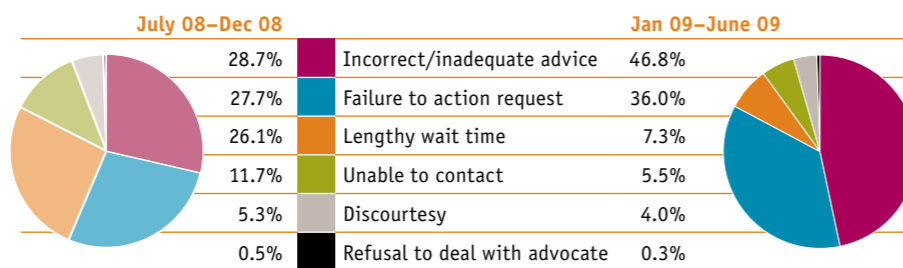 July 08–Dec 08 Jan 09–June 09
28.7% Incorrect/inadequate advice 46.8%
27.7% Failure to action request 36.0%
26.1% Lengthy wait time 7.3%
11.7% Unable to contact 5.5%
5.3% Discourtesy 4.0%
0.5% Refusal to deal with advocate 0.3%